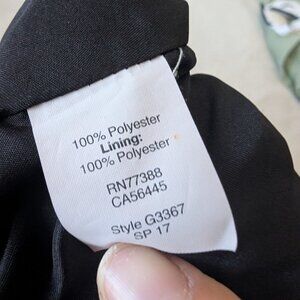 100% Polyester
Lining:
100% Polyester
RN77388
CA56445
Style G3367
SP 17